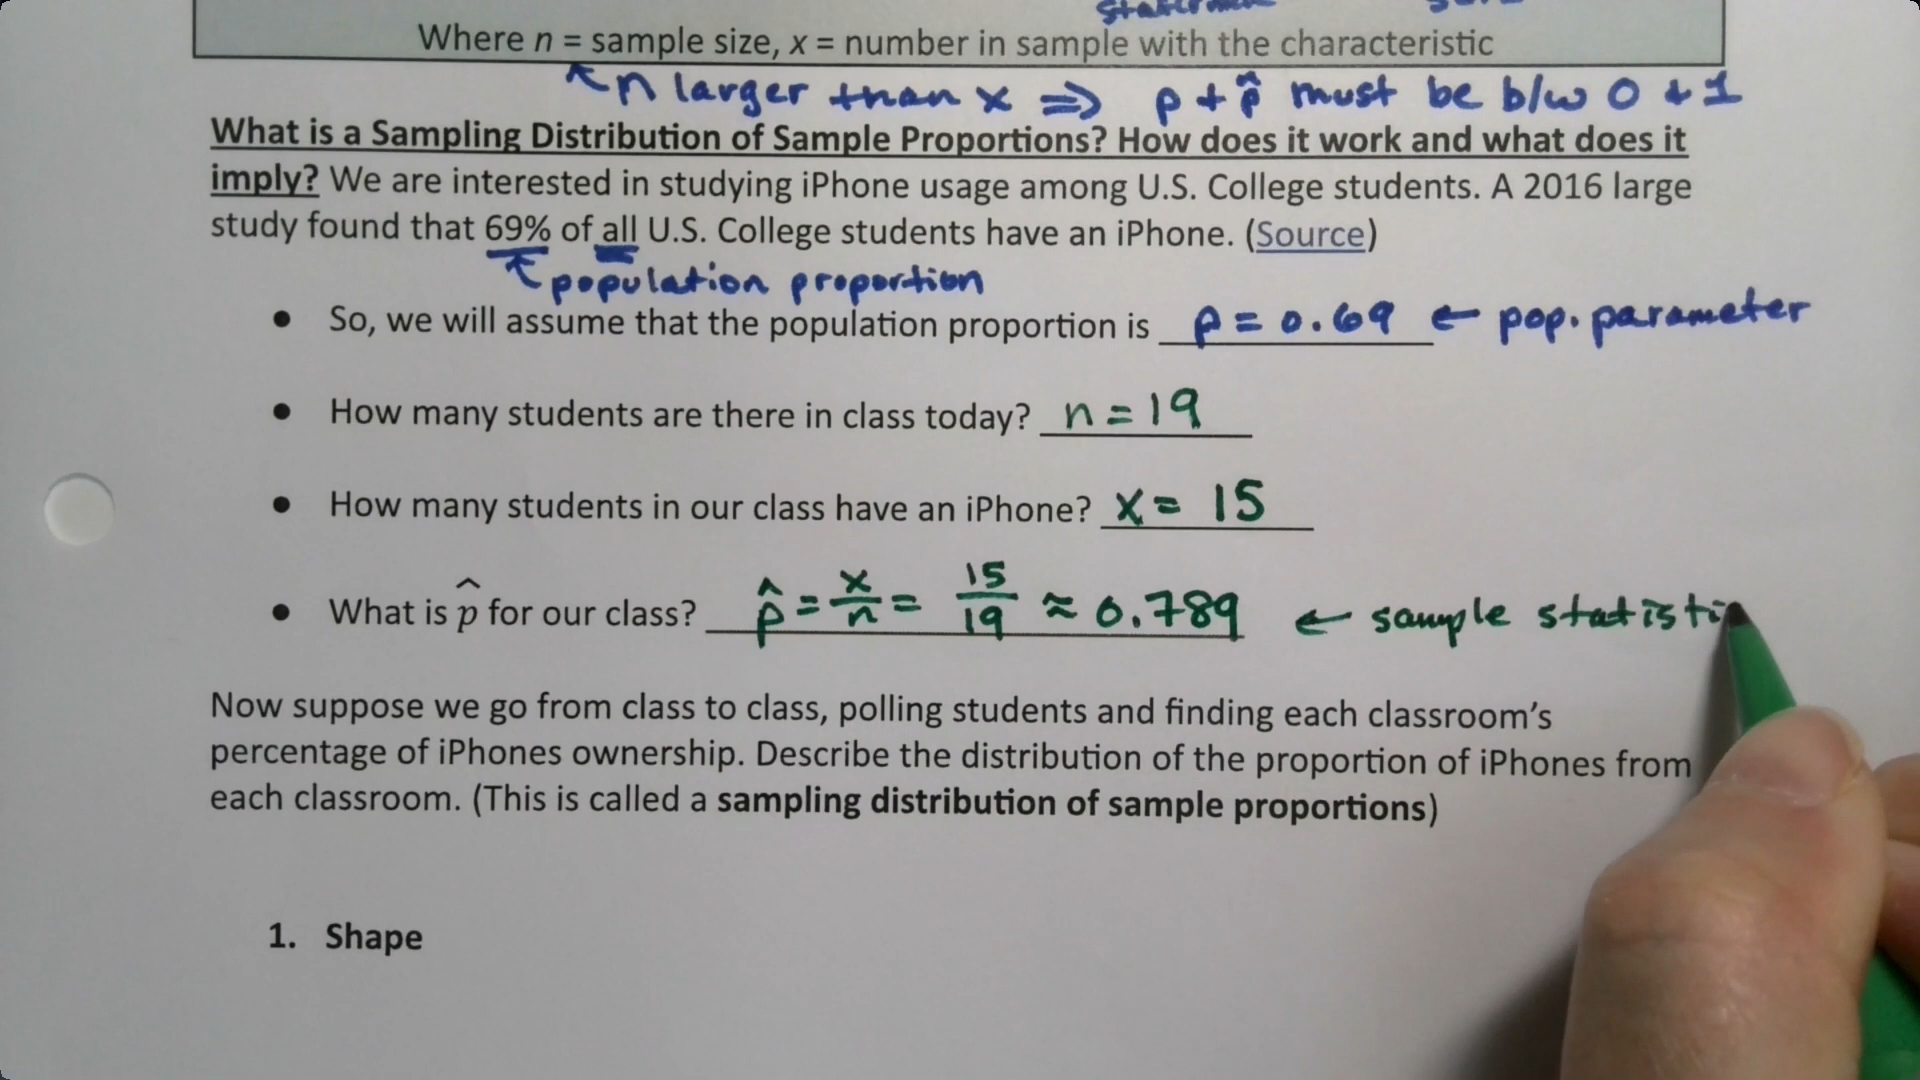 Where n = sample size, x = number in sample with the characteristic
↖ n larger than x ⇒ p + p̂ must be b/w 0 + 1
What is a Sampling Distribution of Sample Proportions? How does it work and what does it
imply? We are interested in studying iPhone usage among U.S. College students. A 2016 large
study found that 69% of all U.S. College students have an iPhone. (Source)
↖ population proportion
• So, we will assume that the population proportion is p = 0.69 ← pop. parameter
• How many students are there in class today? n = 19
• How many students in our class have an iPhone? x = 15
• What is p̂ for our class? p̂ = x/n = 15/19 ≈ 0.789 ← sample statisti
Now suppose we go from class to class, polling students and finding each classroom’s
percentage of iPhones ownership. Describe the distribution of the proportion of iPhones from
each classroom. (This is called a sampling distribution of sample proportions)
1. Shape